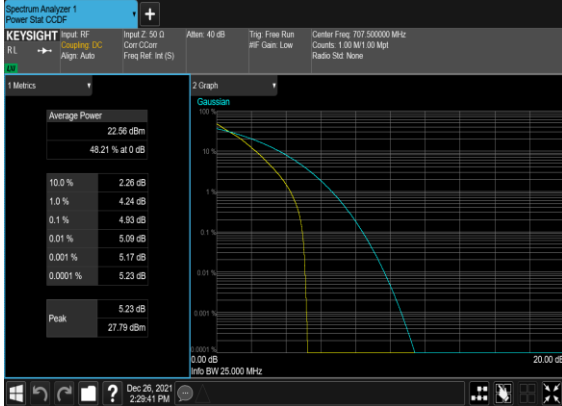 Spectrum Analyzer 1
Power Stat CCDF
+
KEYSIGHT
RL
Input: RF
Coupling: DC
Align: Auto
Input Z: 50 Ω
Corr CCorr
Freq Ref: Int (S)
Atten: 40 dB
Trig: Free Run
#IF Gain: Low
Center Freq: 707.500000 MHz
Counts: 1.00 M/1.00 Mpt
Radio Std: None
1 Metrics
Average Power
22.56 dBm
48.21 % at 0 dB
10.0 % 2.26 dB
1.0 % 4.24 dB
0.1 % 4.93 dB
0.01 % 5.09 dB
0.001 % 5.17 dB
0.0001 % 5.23 dB
Peak
5.23 dB
27.79 dBm
2 Graph
Gaussian
100 %
10 %
1 %
0.1 %
0.01 %
0.001 %
0.0001 %
0.00 dB
20.00 dB
Info BW 25.000 MHz
?
Dec 26, 2021
2:29:41 PM